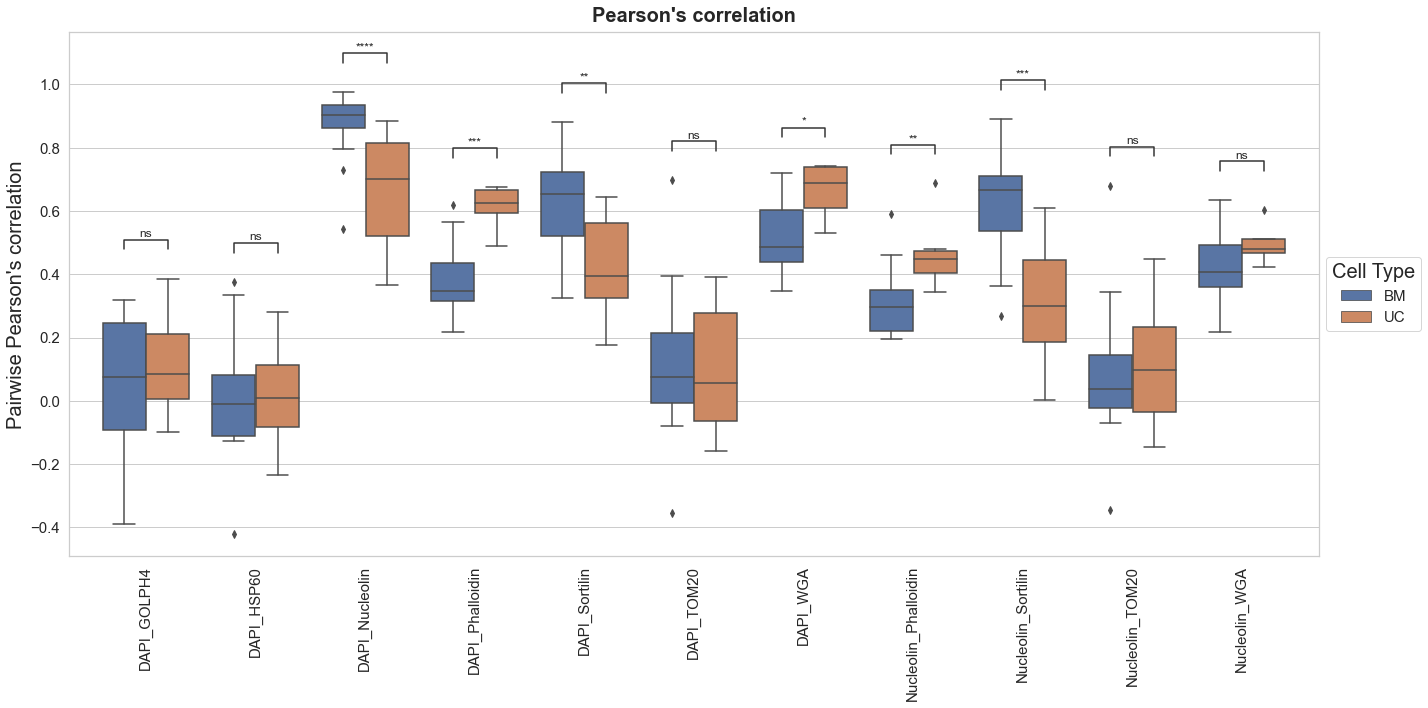 Pearson's correlation
Pairwise Pearson's correlation
1.0
0.8
0.6
0.4
0.2
0.0
−0.2
−0.4
ns
ns
****
***
**
ns
*
**
***
ns
ns
DAPI_GOLPH4
DAPI_HSP60
DAPI_Nucleolin
DAPI_Phalloidin
DAPI_Sortilin
DAPI_TOM20
DAPI_WGA
Nucleolin_Phalloidin
Nucleolin_Sortilin
Nucleolin_TOM20
Nucleolin_WGA
Cell Type
BM
UC